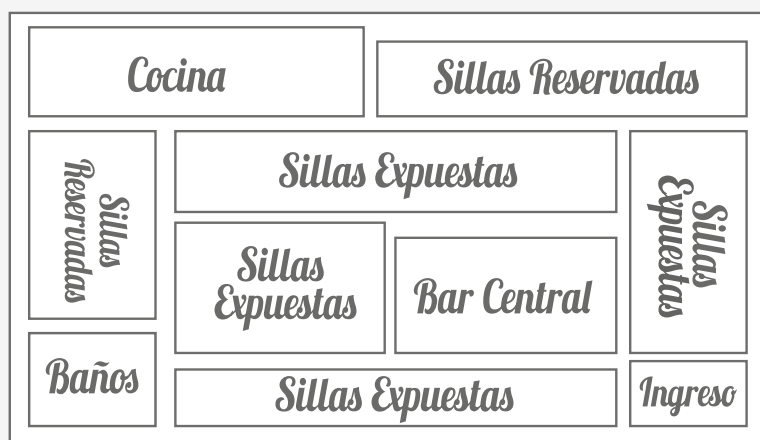 Cocina
Sillas Reservadas
Sillas
Reservadas
Sillas Expuestas
Sillas
Expuestas
Sillas
Expuestas
Bar Central
Baños
Sillas Expuestas
Ingreso